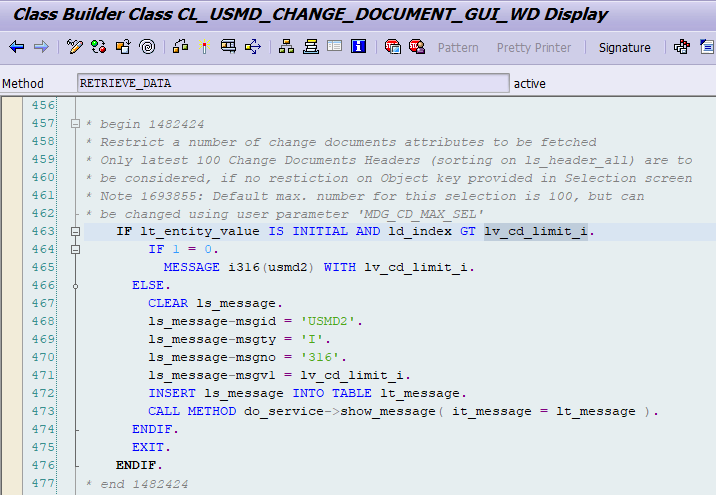 Class Builder Class CL_USMD_CHANGE_DOCUMENT_GUI_WD Display
Pattern Pretty Printer Signature
Method RETRIEVE_DATA active
456
457 * begin 1482424
458 * Restrict a number of change documents attributes to be fetched
459 * Only latest 100 Change Documents Headers (sorting on ls_header_all) are to
460 * be considered, if no restiction on Object key provided in Selection screen
461 * Note 1693855: Default max. number for this selection is 100, but can
462 * be changed using user parameter 'MDG_CD_MAX_SEL'
463 IF lt_entity_value IS INITIAL AND ld_index GT lv_cd_limit_i.
464 IF 1 = 0.
465 MESSAGE i316(usmd2) WITH lv_cd_limit_i.
466 ELSE.
467 CLEAR ls_message.
468 ls_message-msgid = 'USMD2'.
469 ls_message-msgty = 'I'.
470 ls_message-msgno = '316'.
471 ls_message-msgv1 = lv_cd_limit_i.
472 INSERT ls_message INTO TABLE lt_message.
473 CALL METHOD do_service->show_message( it_message = lt_message ).
474 ENDIF.
475 EXIT.
476 ENDIF.
477 * end 1482424